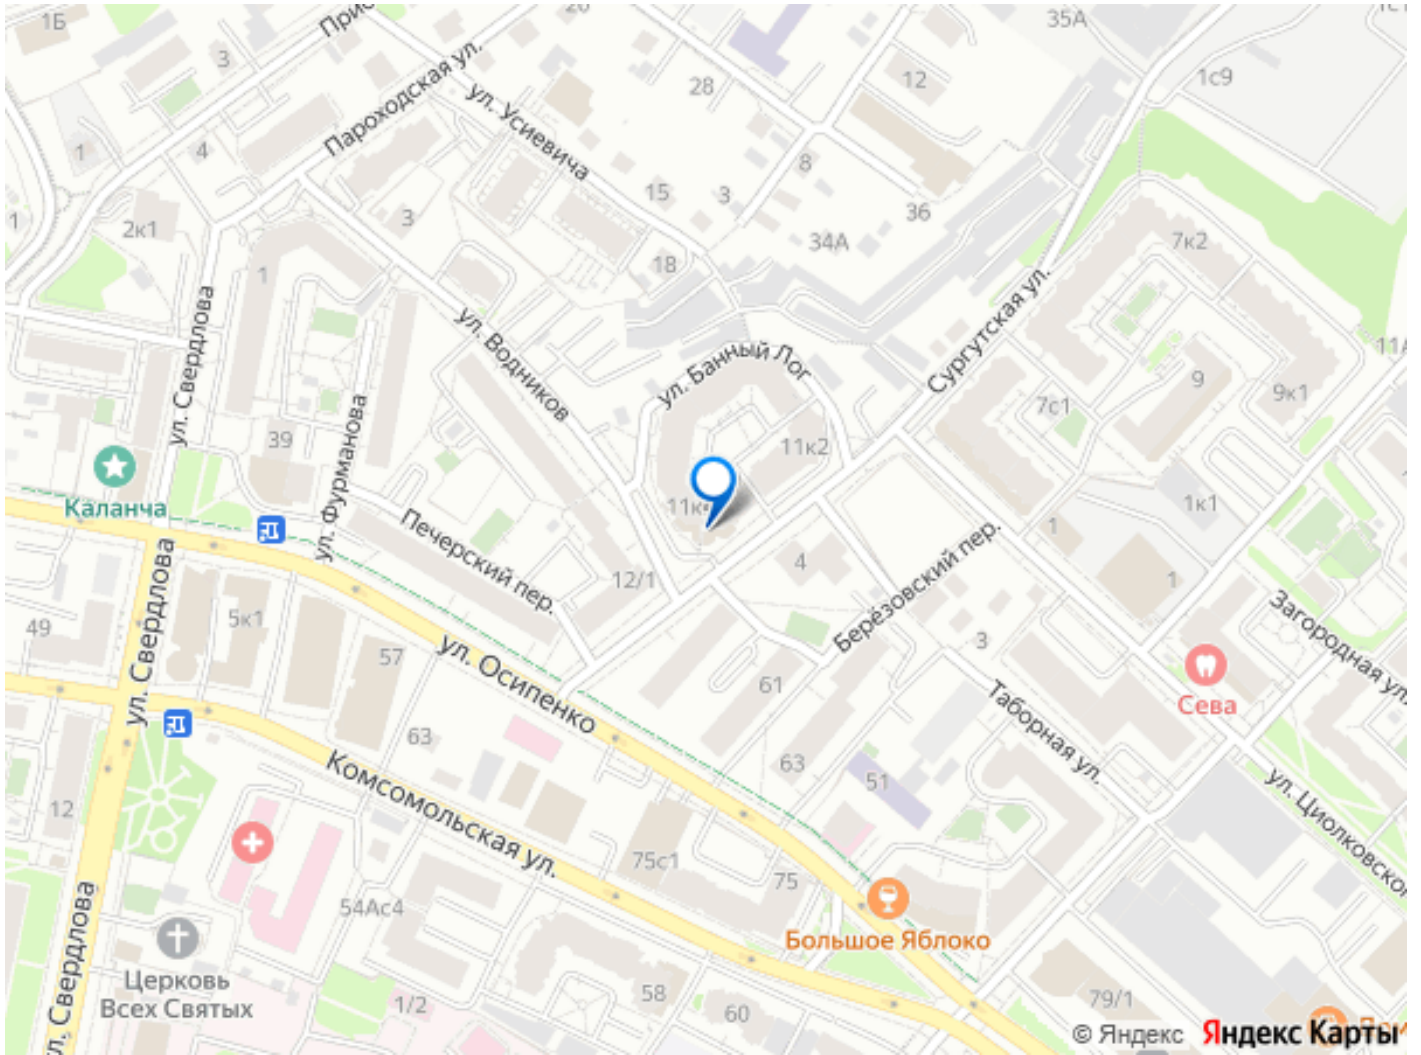 1Б
20
35А
3
Пароходская ул.
28
12
1с9
ул. Усиевича
1
4
8
15
3
36
1
2к1
3
34А
7к2
18
1
ул. Свердлова
ул. Водников
Сургутская ул.
ул. Банный Лог
11А
9
9к1
7с1
39
ул. Фурманова
11к2
Каланча
11к
1к1
1
Печерский пер.
12/1
4
Берёзовский пер.
1
Загородная ул.
ул. Свердлова
5к1
49
57
ул. Осипенко
3
61
Сева
Таборная ул.
63
63
51
ул. Циолковского
Комсомольская ул.
12
75с1
75
54Ас4
Большое Яблоко
ул. Свердлова
Церковь
Всех Святых
1/2
58
60
79/1
© Яндекс Яндекс Карты